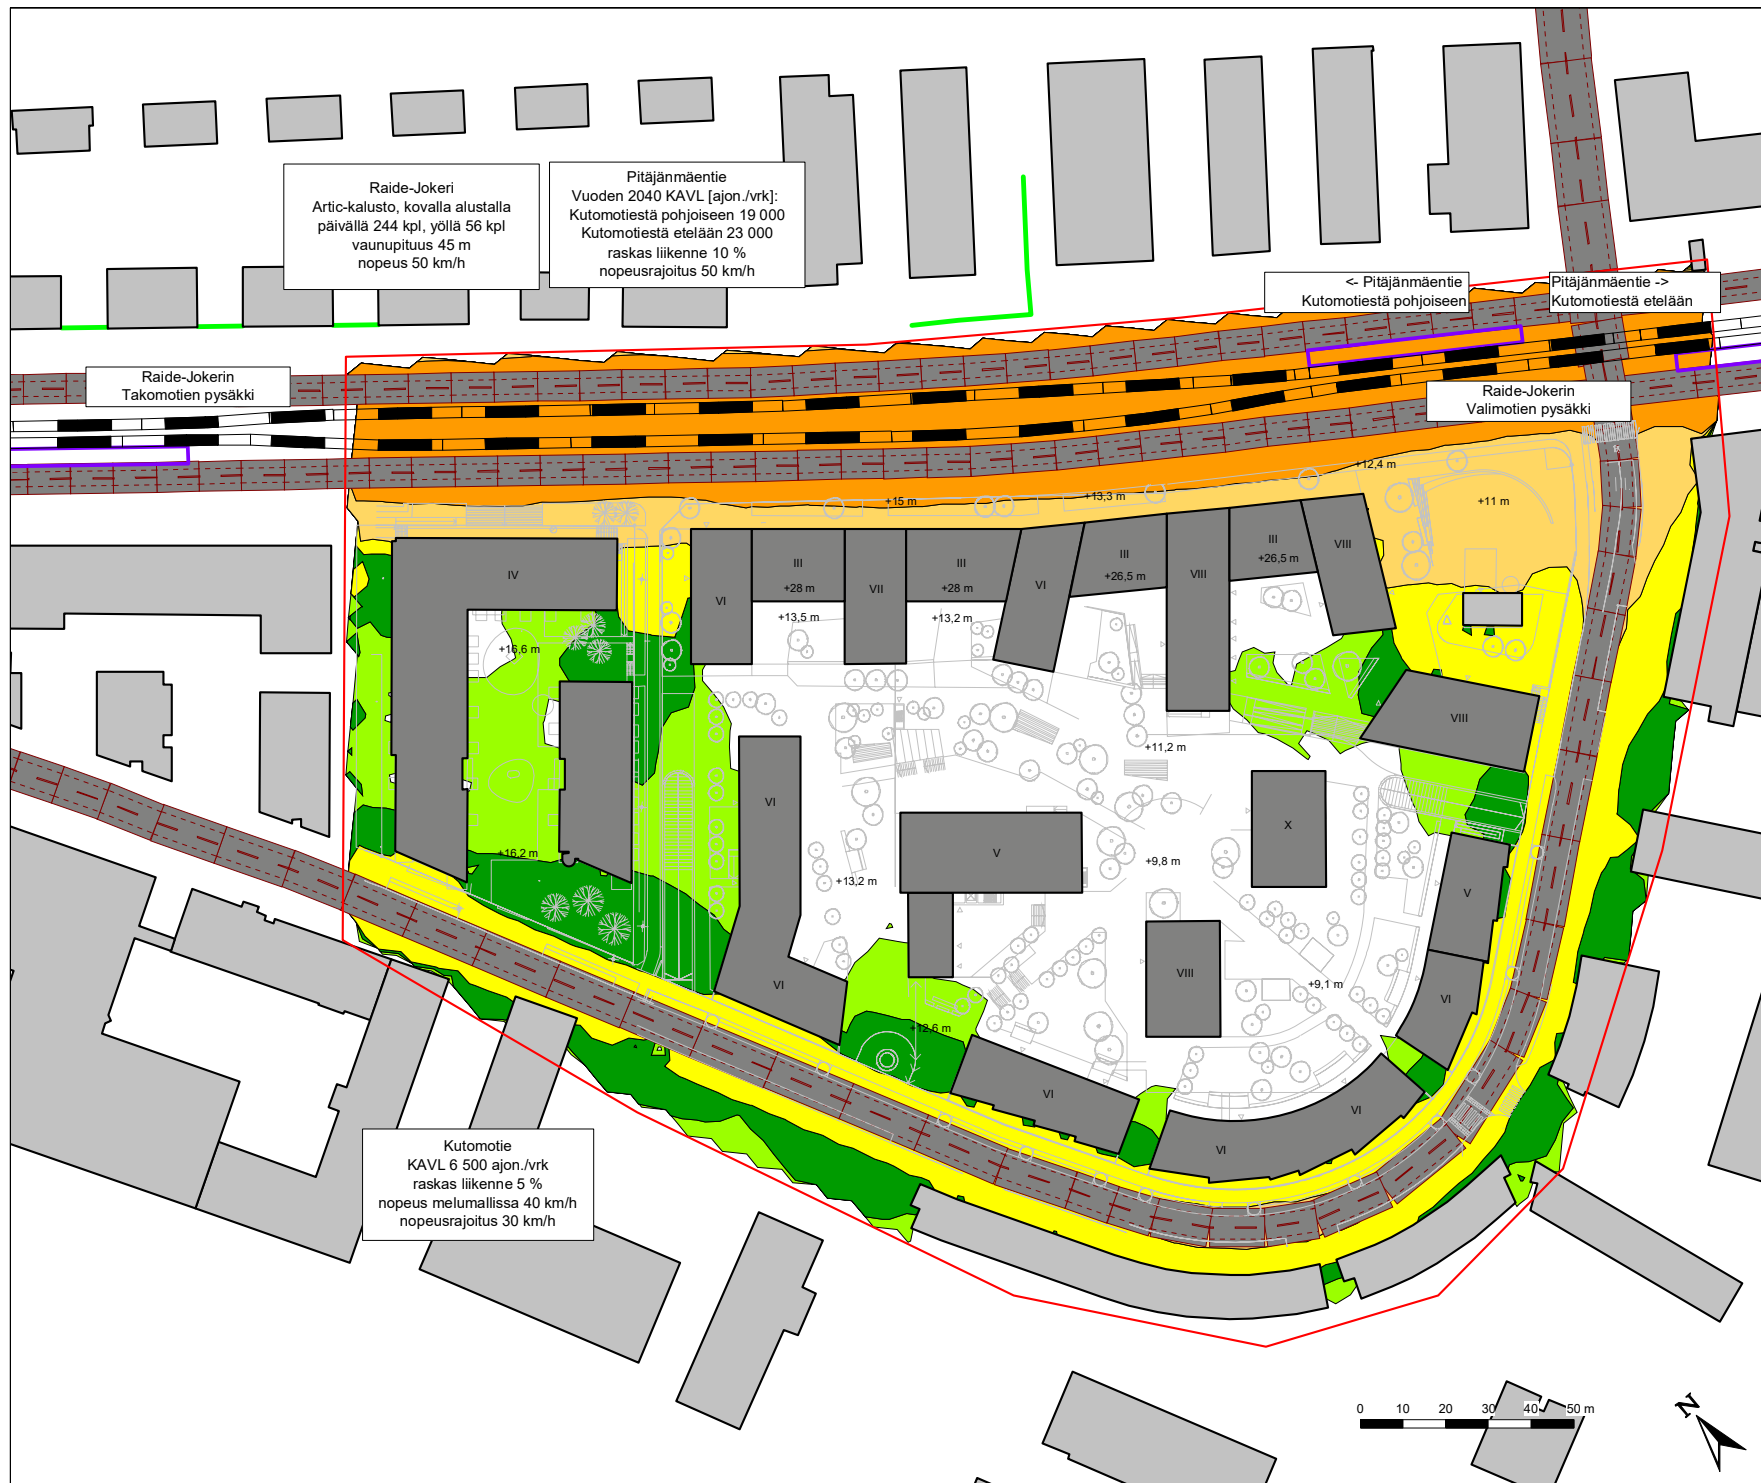 Raide-Jokeri
Artic-kalusto, kovalla alustalla
päivällä 244 kpl, yöllä 56 kpl
vaunupituus 45 m
nopeus 50 km/h
Pitäjänmäentie
Vuoden 2040 KAVL [ajon./vrk]:
Kutomotiestä pohjoiseen 19 000
Kutomotiestä etelään 23 000
raskas liikenne 10 %
nopeusrajoitus 50 km/h
<- Pitäjänmäentie
Kutomotiestä pohjoiseen
Pitäjänmäentie ->
Kutomotiestä etelään
Raide-Jokerin
Takomotien pysäkki
Raide-Jokerin
Valimotien pysäkki
+12,4 m
+15 m
+13,3 m
+11 m
IV
VI
III
+28 m
VII
III
+28 m
VI
III
+26,5 m
VIII
III
+26,5 m
VIII
+13,5 m
+13,2 m
+16,6 m
VIII
+11,2 m
VI
X
V
+9,8 m
+16,2 m
+13,2 m
V
VIII
VI
+9,1 m
VI
+12,6 m
VI
VI
VI
Kutomotie
KAVL 6 500 ajon./vrk
raskas liikenne 5 %
nopeus melumallissa 40 km/h
nopeusrajoitus 30 km/h
0 10 20 30 40 50 m
N